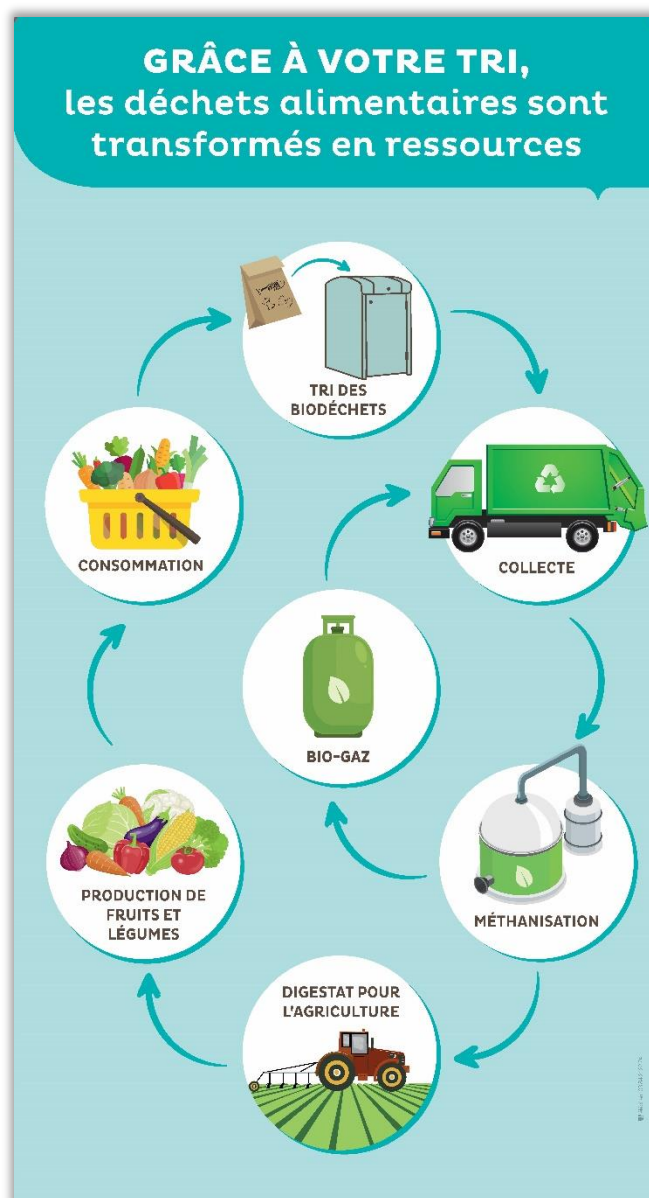 GRÂCE À VOTRE TRI,
les déchets alimentaires sont
transformés en ressources
TRI DES
BIODÉCHETS
COLLECTE
CONSOMMATION
BIO-GAZ
MÉTHANISATION
PRODUCTION DE
FRUITS ET
LÉGUMES
DIGESTAT POUR
L'AGRICULTURE